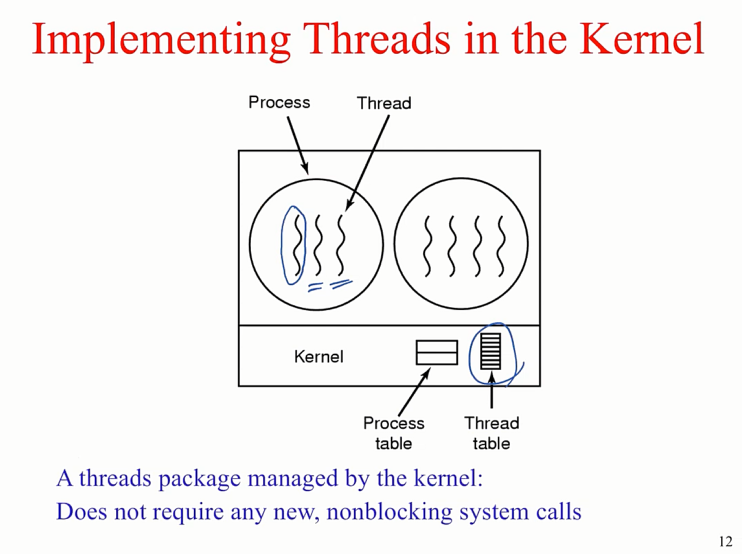 Implementing Threads in the Kernel
Process
Thread
Kernel
Process
table
Thread
table
A threads package managed by the kernel:
Does not require any new, nonblocking system calls
12